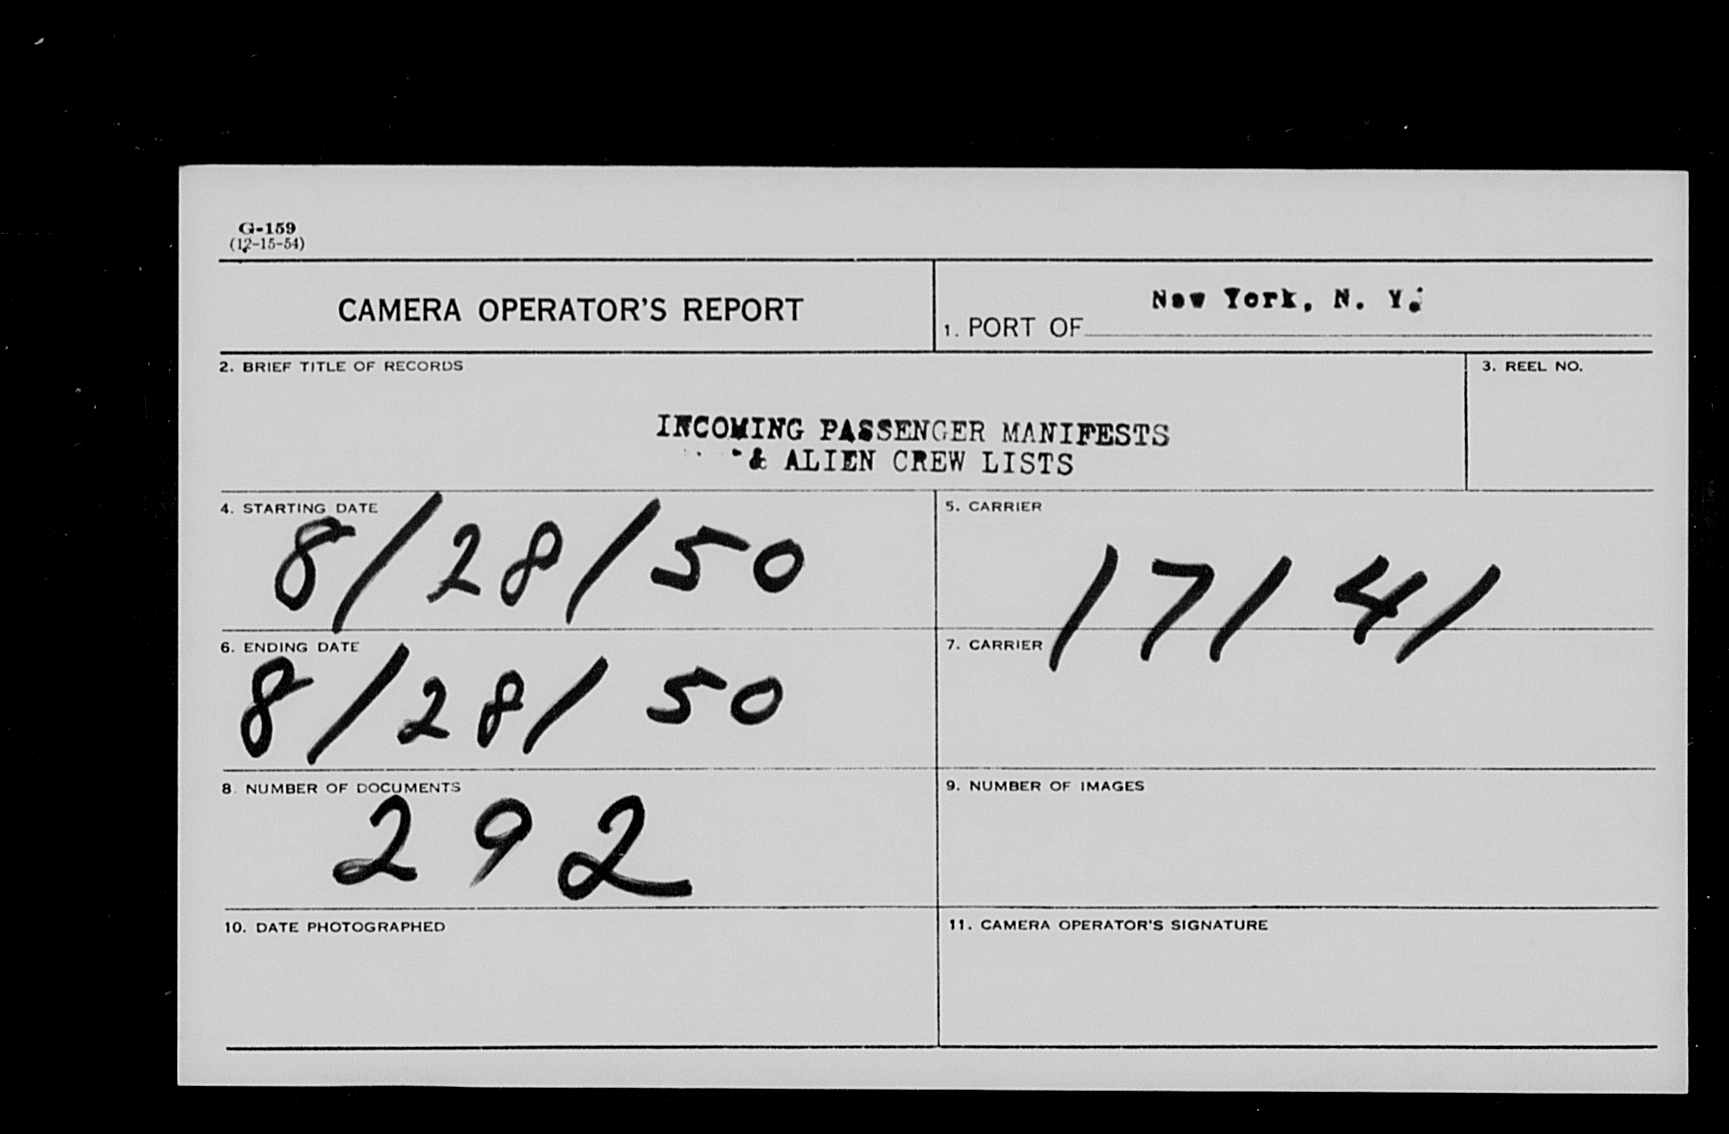 G-159
(12-15-54)
CAMERA OPERATOR'S REPORT
1. PORT OF New York, N. Y.
2. BRIEF TITLE OF RECORDS
3. REEL NO.
INCOMING PASSENGER MANIFESTS
& ALIEN CREW LISTS
4. STARTING DATE
8/28/50
5. CARRIER
17141
6. ENDING DATE
8/28/50
7. CARRIER
8. NUMBER OF DOCUMENTS
292
9. NUMBER OF IMAGES
10. DATE PHOTOGRAPHED
11. CAMERA OPERATOR'S SIGNATURE